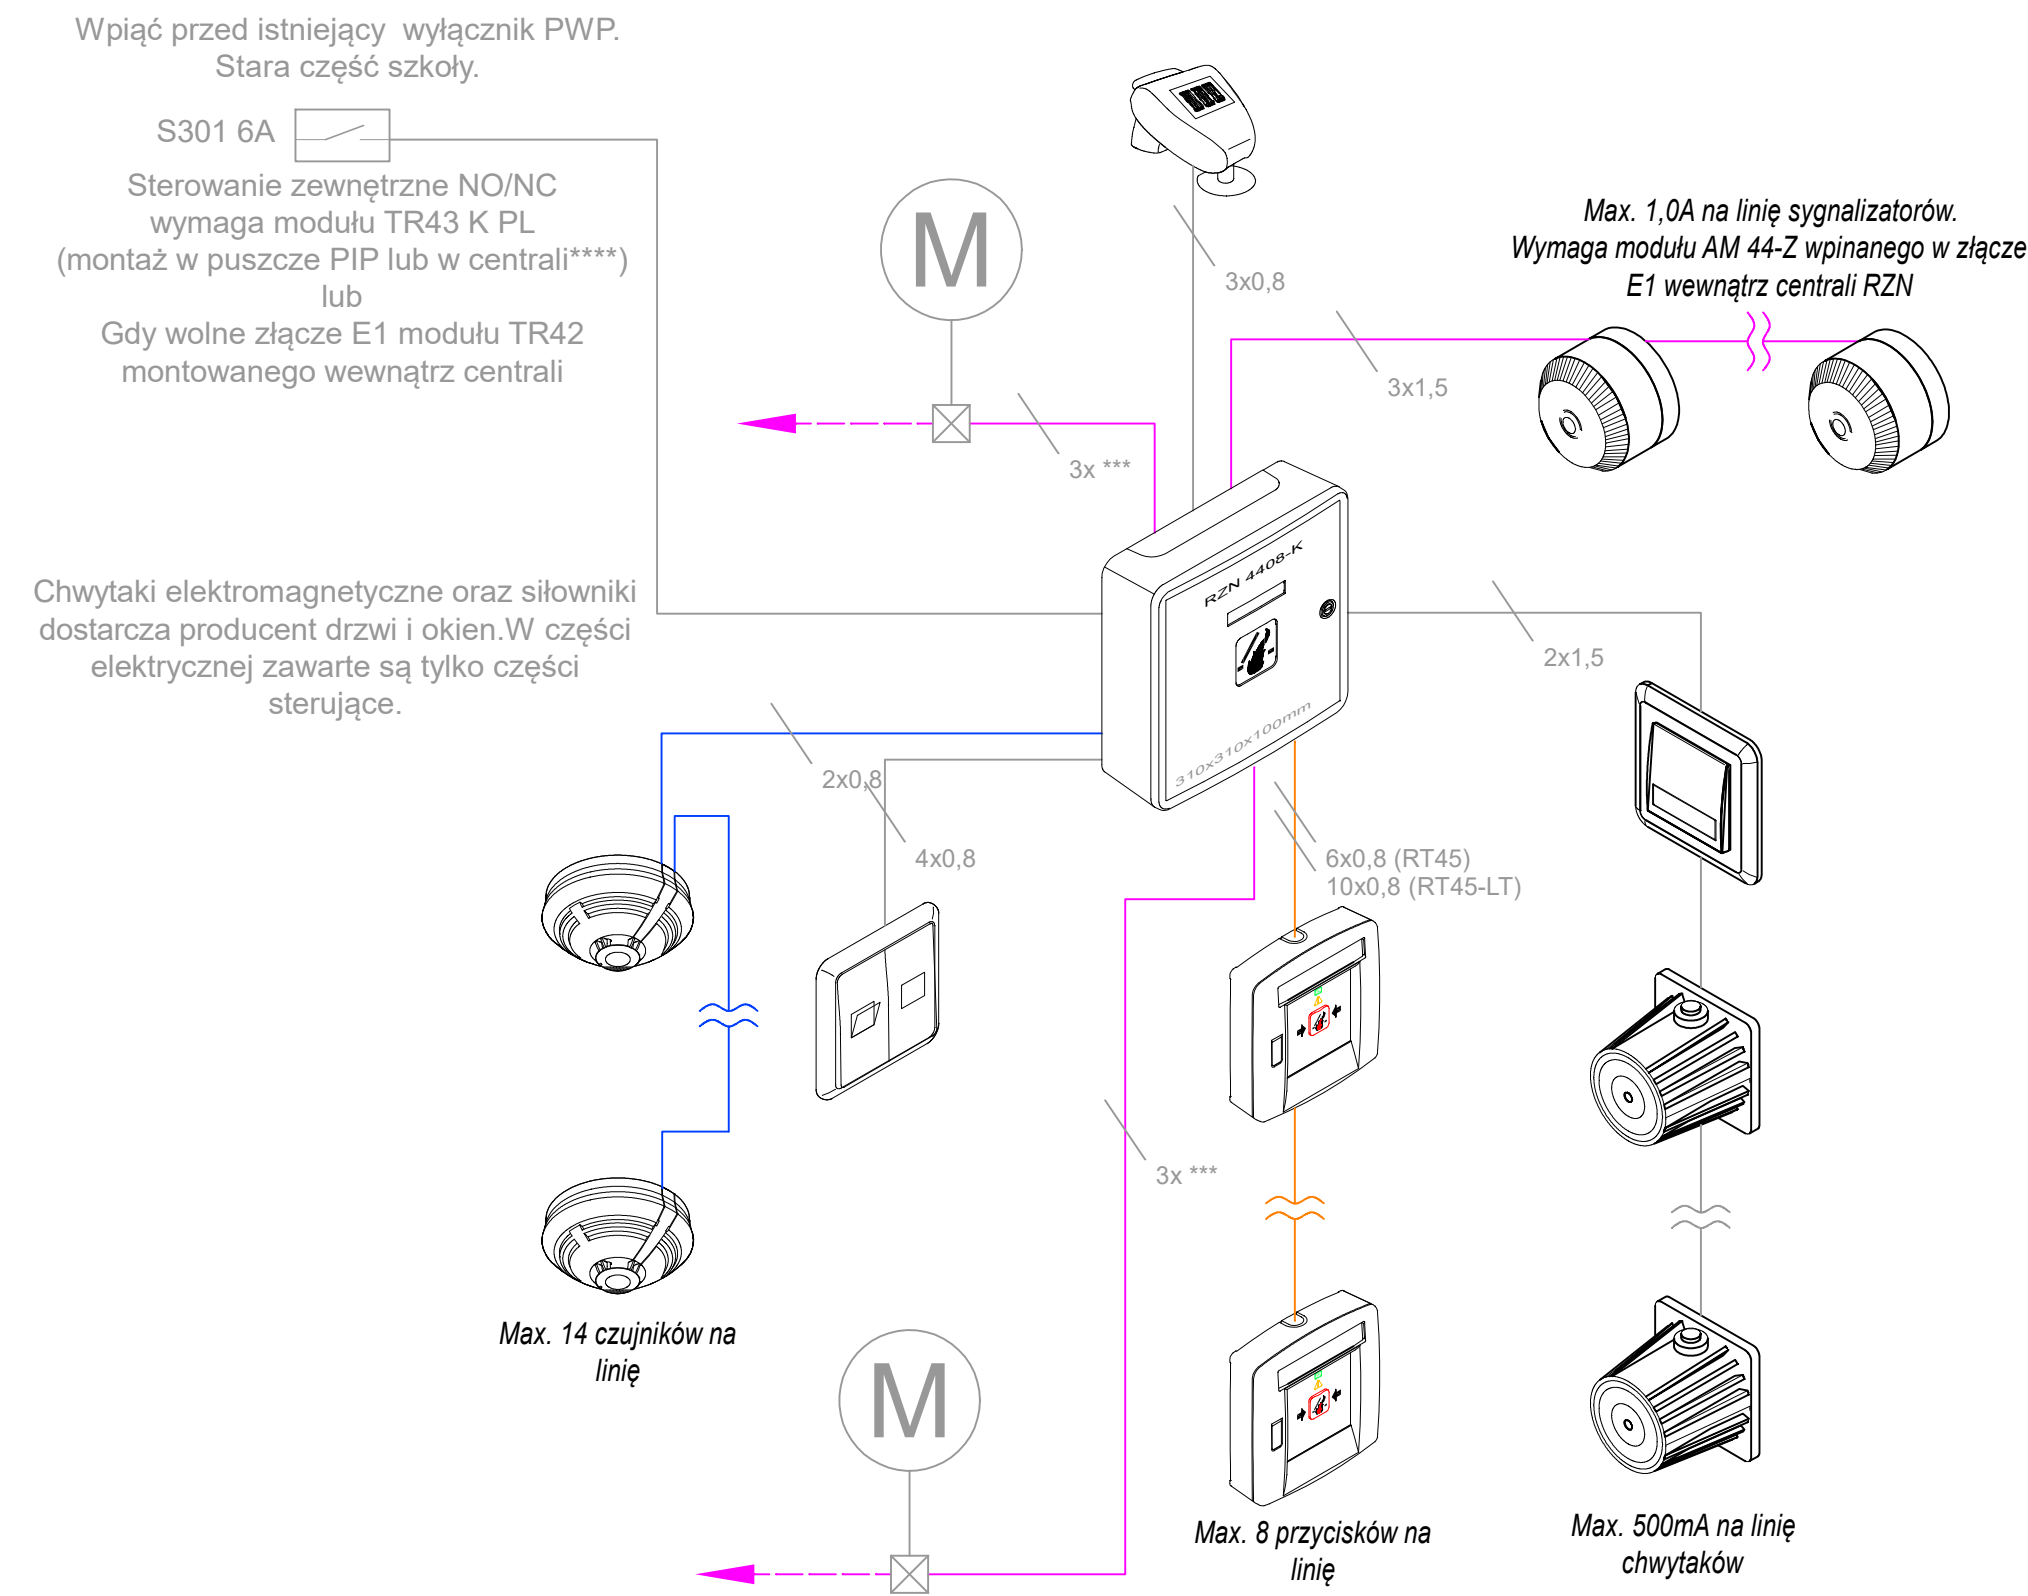 Wpiąć przed istniejący  wyłącznik PWP.
Stara część szkoły.
S301 6A
Sterowanie zewnętrzne NO/NC
wymaga modułu TR43 K PL
(montaż w puszcze PIP lub w centrali****)
lub
Gdy wolne złącze E1 modułu TR42
montowanego wewnątrz centrali
M
3x0,8
Max. 1,0A na linię sygnalizatorów.
Wymaga modułu AM 44-Z wpinanego w złącze
E1 wewnątrz centrali RZN
3x1,5
3x ***
RZN 4408-K
310x310x100mm
Chwytaki elektromagnetyczne oraz siłowniki
dostarcza producent drzwi i okien.W części
elektrycznej zawarte są tylko części
sterujące.
2x1,5
2x0,8
4x0,8
6x0,8 (RT45)
10x0,8 (RT45-LT)
3x ***
Max. 14 czujników na
linię
M
Max. 8 przycisków na
linię
Max. 500mA na linię
chwytaków